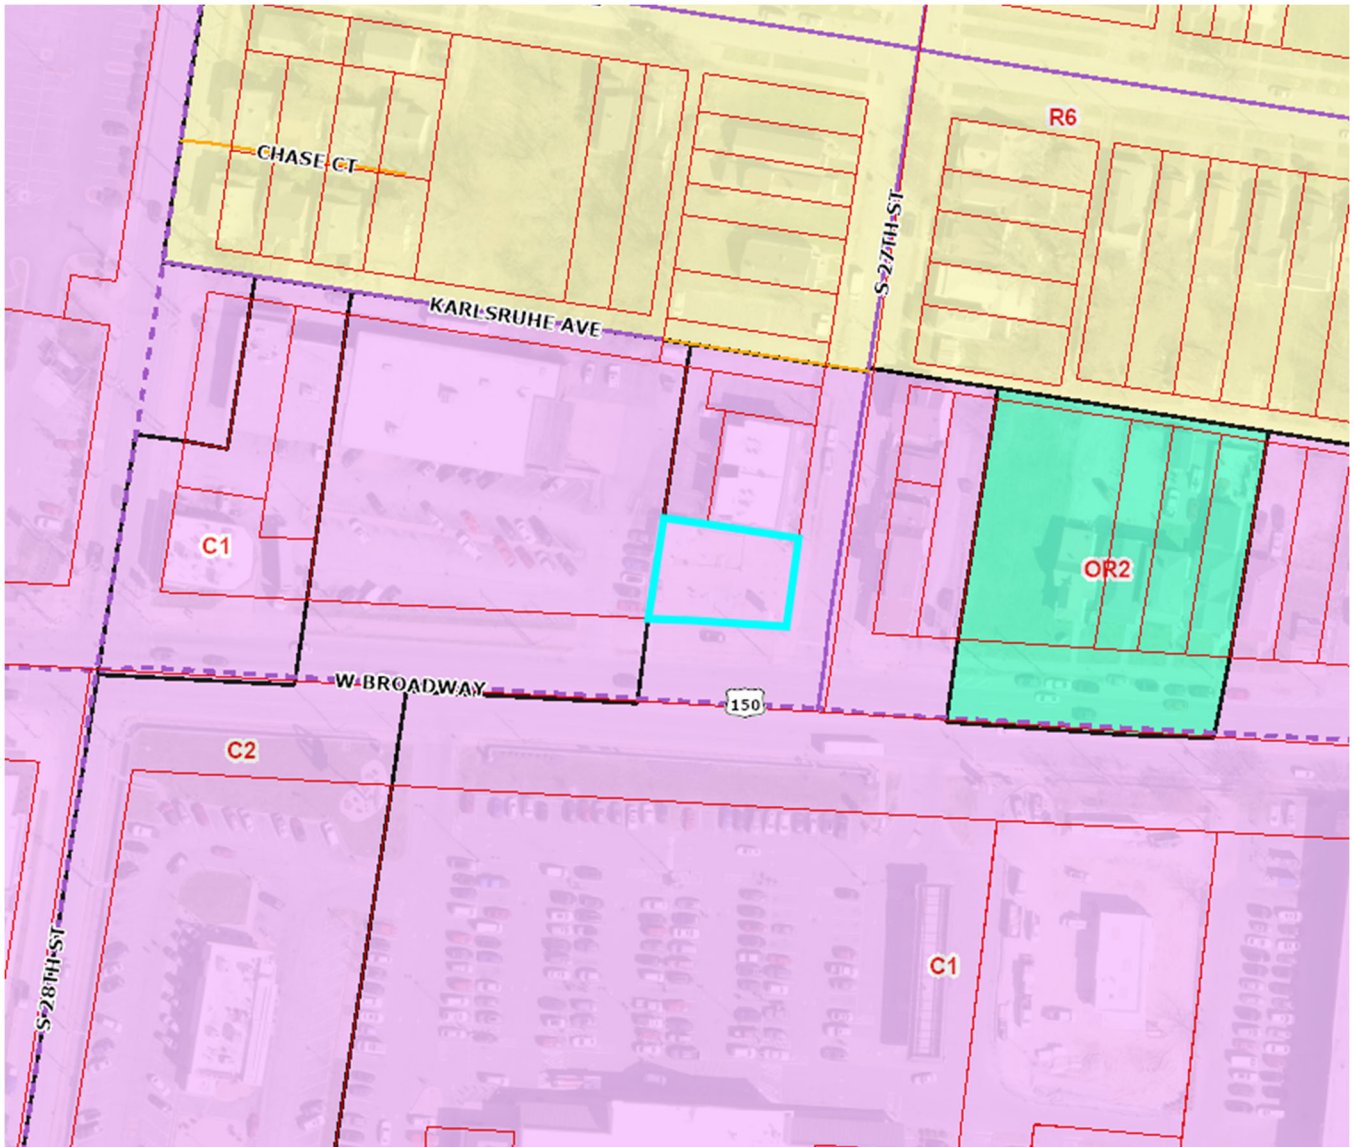 R6
CHASE CT
S 27TH ST
KARLSRUHE AVE
C1
OR2
W BROADWAY
150
C2
C1
S 28TH ST